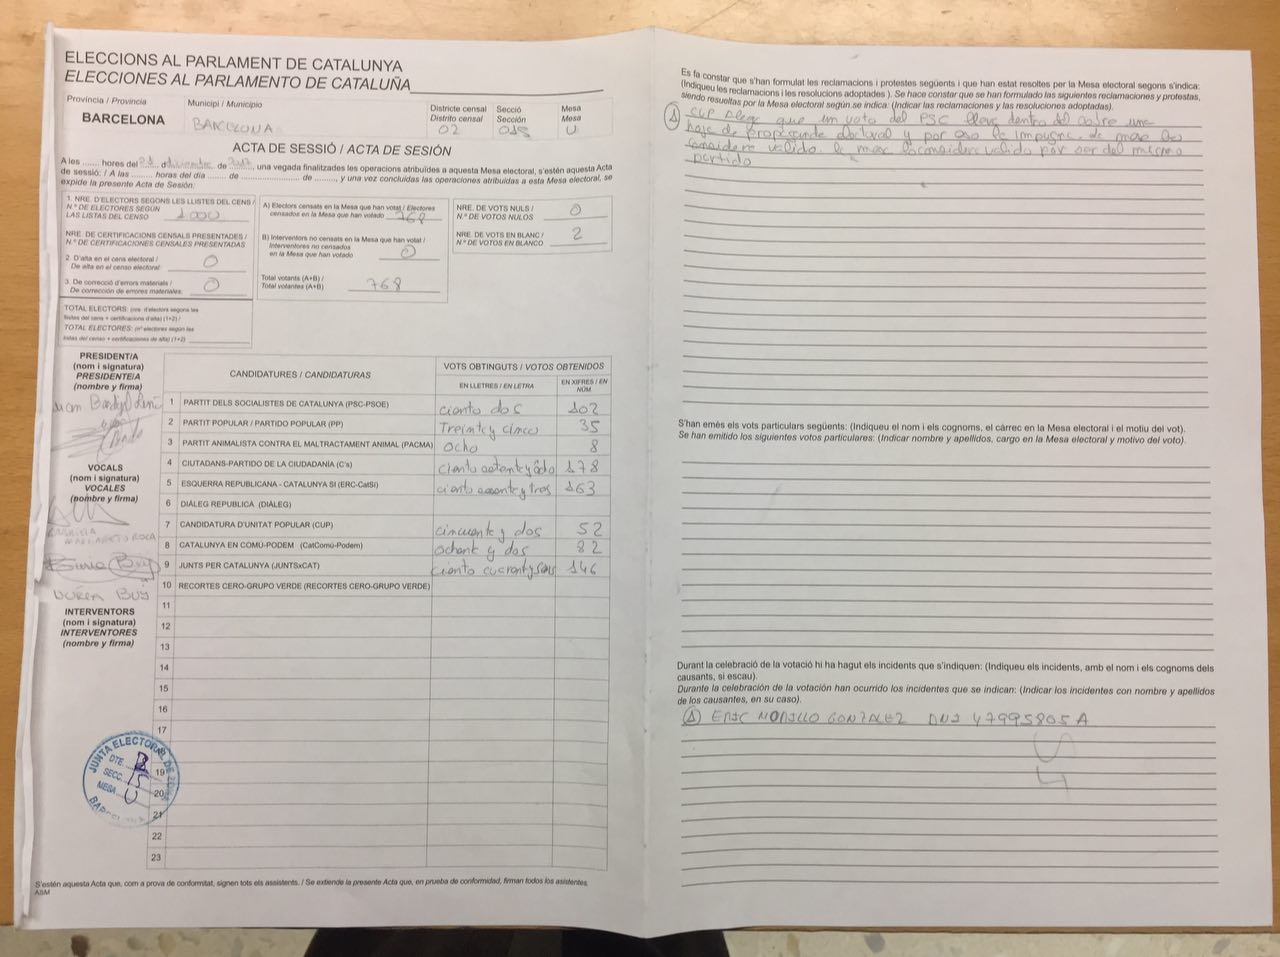 ELECCIONS AL PARLAMENT DE CATALUNYA
ELECCIONES AL PARLAMENTO DE CATALUÑA
Província / Provincia
BARCELONA
Municipi / Municipio
BARCELONA
Districte censal
Distrito censal
02
Secció
Sección
015
Mesa
Mesa
U
ACTA DE SESSIÓ / ACTA DE SESIÓN
A les ....... hores del 21 d diciembre de 2017, una vegada finalitzades les operacions atribuïdes a aquesta Mesa electoral, s'estén aquesta Acta
de sessió: / A las ......... horas del día ....... de ........................... de ........, y una vez concluidas las operaciones atribuidas a esta Mesa electoral, se
expide la presente Acta de Sesión:
1. NRE. D'ELECTORS SEGONS LES LLISTES DEL CENS /
N.º DE ELECTORES SEGÚN
LAS LISTAS DEL CENSO 1000
NRE. DE CERTIFICACIONS CENSALS PRESENTADES /
N.º DE CERTIFICACIONES CENSALES PRESENTADAS
2. D'alta en el cens electoral /
De alta en el censo electoral: 0
3. De correcció d'errors materials /
De corrección de errores materiales: 0
TOTAL ELECTORS: (nre. d'electors segons les
llistes del cens + certificacions d'alta) (1+2) /
TOTAL ELECTORES: (nº electores según las
listas del censo + certificaciones de alta) (1+2)
A) Electors censats en la Mesa que han votat / Electores
censados en la Mesa que han votado 768
B) Interventors no censats en la Mesa que han votat /
Interventores no censados
en la Mesa que han votado 0
Total votants (A+B) /
Total votantes (A+B) 768
NRE. DE VOTS NULS /
N.º DE VOTOS NULOS 0
NRE. DE VOTS EN BLANC /
N.º DE VOTOS EN BLANCO 2
PRESIDENT/A
(nom i signatura)
PRESIDENTE/A
(nombre y firma)
VOCALS
(nom i signatura)
VOCALES
(nombre y firma)
MARGARETO ROCA
NÚRIA BUJ
INTERVENTORS
(nom i signatura)
INTERVENTORES
(nombre y firma)
CANDIDATURES / CANDIDATURAS
VOTS OBTINGUTS / VOTOS OBTENIDOS
EN LLETRES / EN LETRA
EN XIFRES / EN NÚM.
1 PARTIT DELS SOCIALISTES DE CATALUNYA (PSC-PSOE) ciento dos 102
2 PARTIT POPULAR / PARTIDO POPULAR (PP) Treinta y cinco 35
3 PARTIT ANIMALISTA CONTRA EL MALTRACTAMENT ANIMAL (PACMA) ocho 8
4 CIUTADANS-PARTIDO DE LA CIUDADANÍA (C's) ciento setenta y ocho 178
5 ESQUERRA REPUBLICANA - CATALUNYA SÍ (ERC-CatSí) ciento sesenta y tres 163
6 DIÀLEG REPUBLICÀ (DIÀLEG)
7 CANDIDATURA D'UNITAT POPULAR (CUP) cincuenta y dos 52
8 CATALUNYA EN COMÚ-PODEM (CatComú-Podem) ochenta y dos 82
9 JUNTS PER CATALUNYA (JUNTSxCAT) ciento cuarenta y seis 146
10 RECORTES CERO-GRUPO VERDE (RECORTES CERO-GRUPO VERDE)
11
12
13
14
15
16
17
19
20
21
22
23
JUNTA ELECTORAL DE
DTE. 2
SECC. 15
MESA U
BARCELONA
S'estén aquesta Acta que, com a prova de conformitat, signen tots els assistents. / Se extiende la presente Acta que, en prueba de conformidad, firman todos los asistentes.
ASM
Es fa constar que s'han formulat les reclamacions i protestes següents i que han estat resoltes per la Mesa electoral segons s'indica:
(Indiqueu les reclamacions i les resolucions adoptades ). Se hace constar que se han formulado las siguientes reclamaciones y protestas,
siendo resueltas por la Mesa electoral según se indica: (Indicar las reclamaciones y las resoluciones adoptadas).
1 CUP alega que un voto del PSC lleva dentro del sobre una
hoja de propaganda electoral y por eso la impugna. La mesa los
considera valido. la mesa lo considera valido por ser del mismo
partido
S'han emès els vots particulars següents: (Indiqueu el nom i els cognoms, el càrrec en la Mesa electoral i el motiu del vot).
Se han emitido los siguientes votos particulares: (Indicar nombre y apellidos, cargo en la Mesa electoral y motivo del voto).
Durant la celebració de la votació hi ha hagut els incidents que s'indiquen: (Indiqueu els incidents, amb el nom i els cognoms dels
causants, si escau).
Durante la celebración de la votación han ocurrido los incidentes que se indican: (Indicar los incidentes con nombre y apellidos
de los causantes, en su caso).
1 ERIC MORILLO GONZALEZ DNI 47995805A